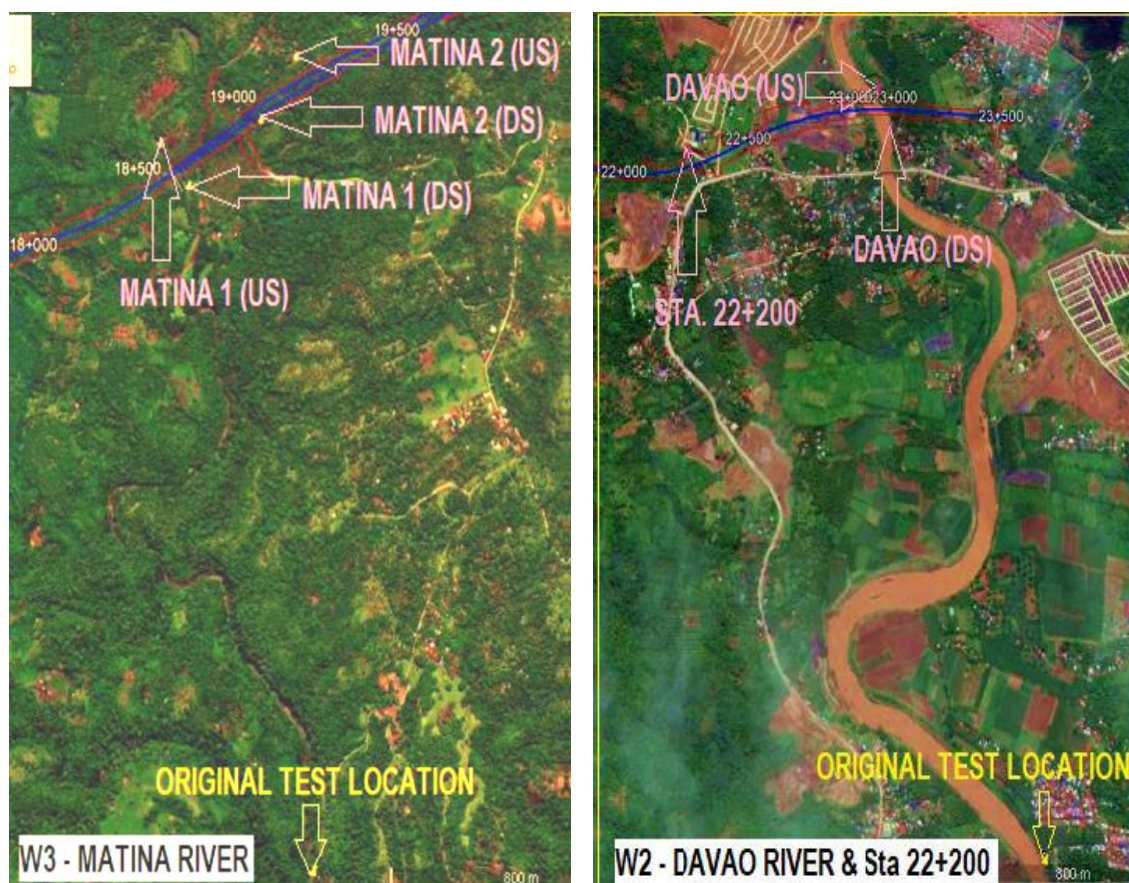 19+500
MATINA 2 (US)
19+000
MATINA 2 (DS)
18+500
MATINA 1 (DS)
18+000
MATINA 1 (US)
ORIGINAL TEST LOCATION
W3 - MATINA RIVER
800 m
DAVAO (US)
23+000
23+000
23+500
22+500
22+000
DAVAO (DS)
STA. 22+200
ORIGINAL TEST LOCATION
W2 - DAVAO RIVER & Sta 22+200
800 m